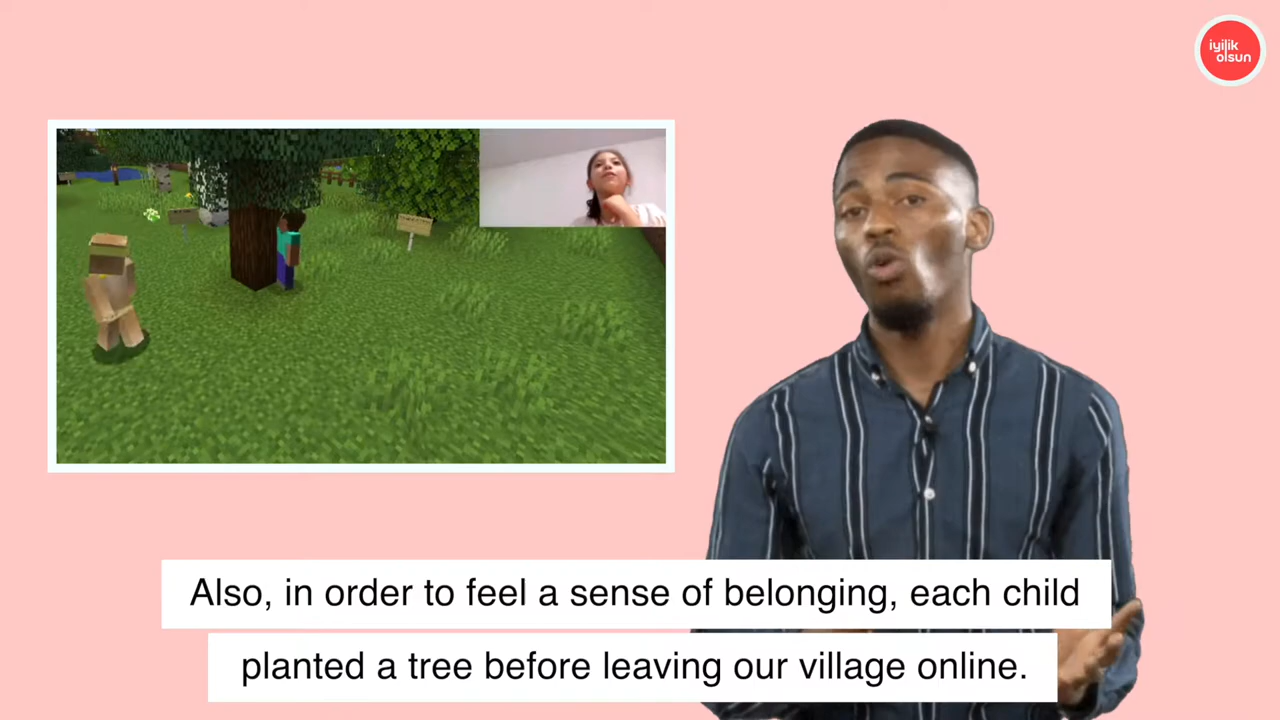 iyilik
olsun
Also, in order to feel a sense of belonging, each child
planted a tree before leaving our village online.